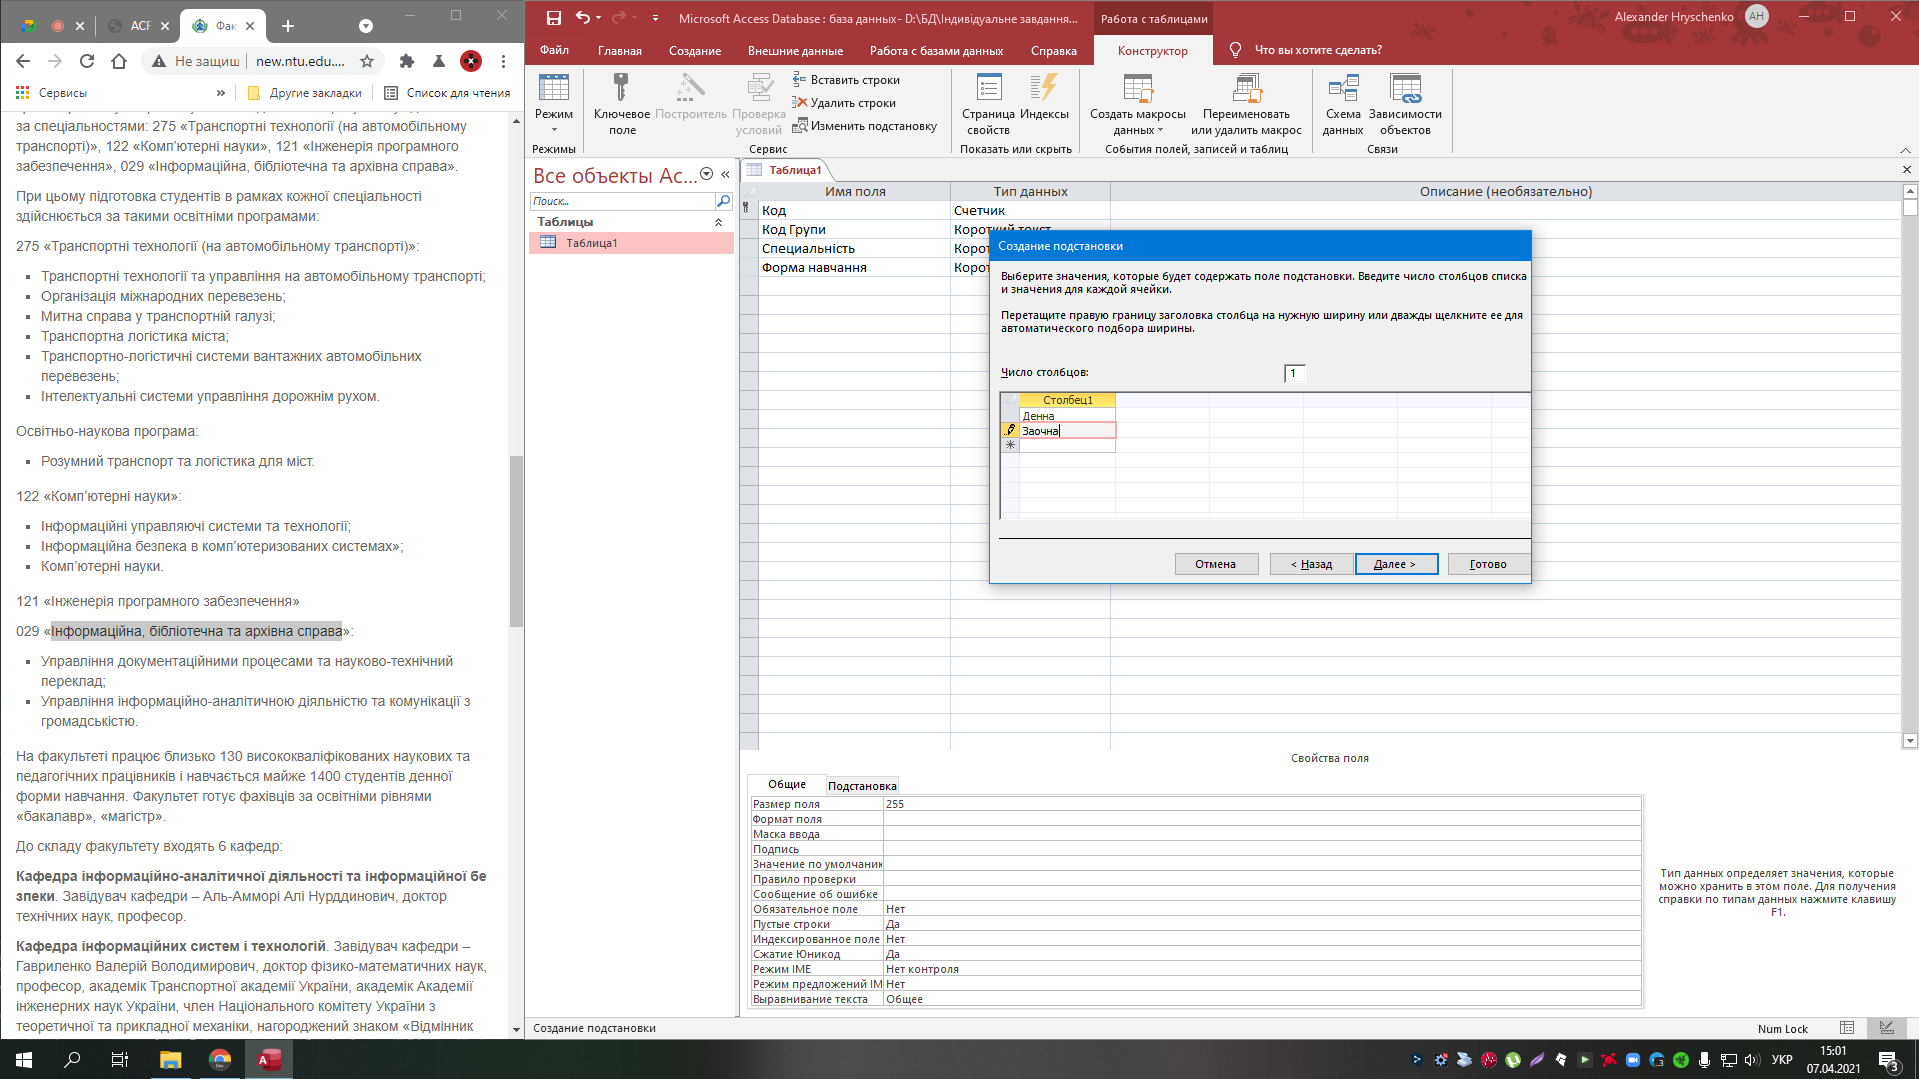 ACF
Фак
Не защищ
new.ntu.edu....
Сервисы
»
Другие закладки
Список для чтения
за спеціальностями: 275 «Транспортні технології (на автомобільному
транспорті)», 122 «Комп'ютерні науки», 121 «Інженерія програмного
забезпечення», 029 «Інформаційна, бібліотечна та архівна справа».
При цьому підготовка студентів в рамках кожної спеціальності
здійснюється за такими освітніми програмами:
275 «Транспортні технології (на автомобільному транспорті)»:
Транспортні технології та управління на автомобільному транспорті;
Організація міжнародних перевезень;
Митна справа у транспортній галузі;
Транспортна логістика міста;
Транспортно-логістичні системи вантажних автомобільних
перевезень;
Інтелектуальні системи управління дорожнім рухом.
Освітньо-наукова програма:
Розумний транспорт та логістика для міст.
122 «Комп'ютерні науки»:
Інформаційні управляючі системи та технології;
Інформаційна безпека в комп'ютеризованих системах»;
Комп'ютерні науки.
121 «Інженерія програмного забезпечення»
029 «Інформаційна, бібліотечна та архівна справа»:
Управління документаційними процесами та науково-технічний
переклад;
Управління інформаційно-аналітичною діяльністю та комунікації з
громадськістю.
На факультеті працює близько 130 висококваліфікованих наукових та
педагогічних працівників і навчається майже 1400 студентів денної
форми навчання. Факультет готує фахівців за освітніми рівнями
«бакалавр», «магістр».
До складу факультету входять 6 кафедр:
Кафедра інформаційно-аналітичної діяльності та інформаційної бе
зпеки. Завідувач кафедри – Аль-Амморі Алі Нурддинович, доктор
технічних наук, професор.
Кафедра інформаційних систем і технологій. Завідувач кафедри –
Гавриленко Валерій Володимирович, доктор фізико-математичних наук,
професор, академік Транспортної академії України, академік Академії
інженерних наук України, член Національного комітету України з
теоретичної та прикладної механіки, нагороджений знаком «Відмінник
Microsoft Access Database : база данных- D:\БД\Індивідуальне завдання...
Работа с таблицами
Alexander Hryschenko
AH
Файл
Главная
Создание
Внешние данные
Работа с базами данных
Справка
Конструктор
Что вы хотите сделать?
Режим
Режимы
Ключевое
поле
Построитель
Проверка
условий
Вставить строки
Удалить строки
Изменить подстановку
Сервис
Страница
свойств
Индексы
Показать или скрыть
Создать макросы
данных
Переименовать
или удалить макрос
События полей, записей и таблиц
Схема
данных
Зависимости
объектов
Связи
Все объекты Ac...
«
Поиск...
Таблицы
Таблица1
Таблица1
Имя поля
Тип данных
Описание (необязательно)
Код
Счетчик
Код Групи
Короткий текст
Специальність
Корот
Форма навчання
Корот
Создание подстановки
Выберите значения, которые будет содержать поле подстановки. Введите число столбцов списка
и значения для каждой ячейки.
Перетащите правую границу заголовка столбца на нужную ширину или дважды щелкните ее для
автоматического подбора ширины.
Число столбцов:
1
Столбец1
Денна
Заочна
Отмена
< Назад
Далее >
Готово
Свойства поля
Общие
Подстановка
Размер поля
255
Формат поля
Маска ввода
Подпись
Значение по умолчани
Правило проверки
Сообщение об ошибке
Обязательное поле
Нет
Пустые строки
Да
Индексированное поле
Нет
Сжатие Юникод
Да
Режим IME
Нет контроля
Режим предложений IM
Нет
Выравнивание текста
Общее
Тип данных определяет значения, которые
можно хранить в этом поле. Для получения
справки по типам данных нажмите клавишу
F1.
Создание подстановки
Num Lock
УКР
15:01
07.04.2021
3